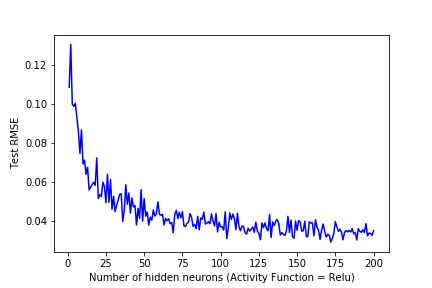 0.12
0.10
0.08
0.06
0.04
Test RMSE
0 25 50 75 100 125 150 175 200
Number of hidden neurons (Activity Function = Relu)